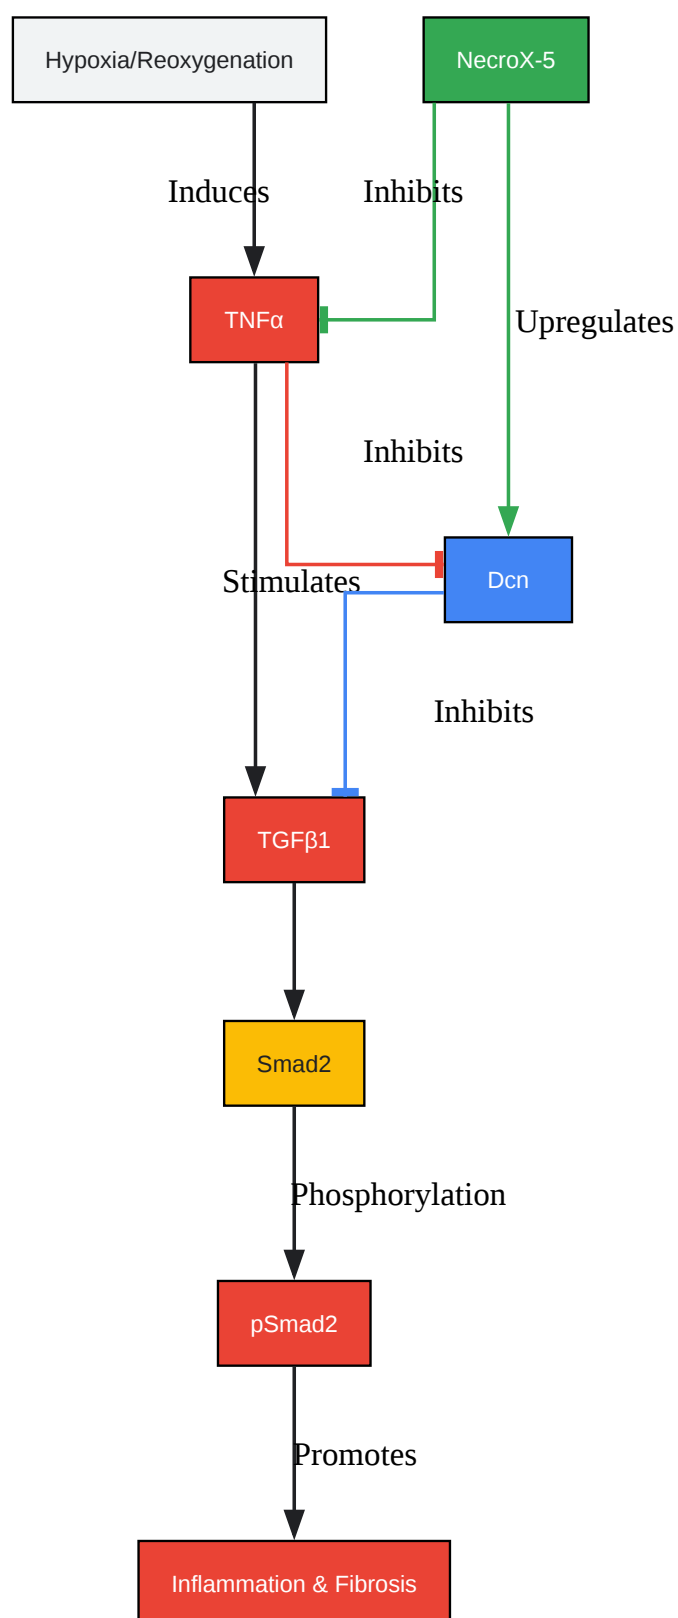 Hypoxia/Reoxygenation
NecroX-5
Induces
Inhibits
TNFα
Upregulates
Inhibits
Stimulates
Dcn
Inhibits
TGFβ1
Smad2
Phosphorylation
pSmad2
Promotes
Inflammation & Fibrosis